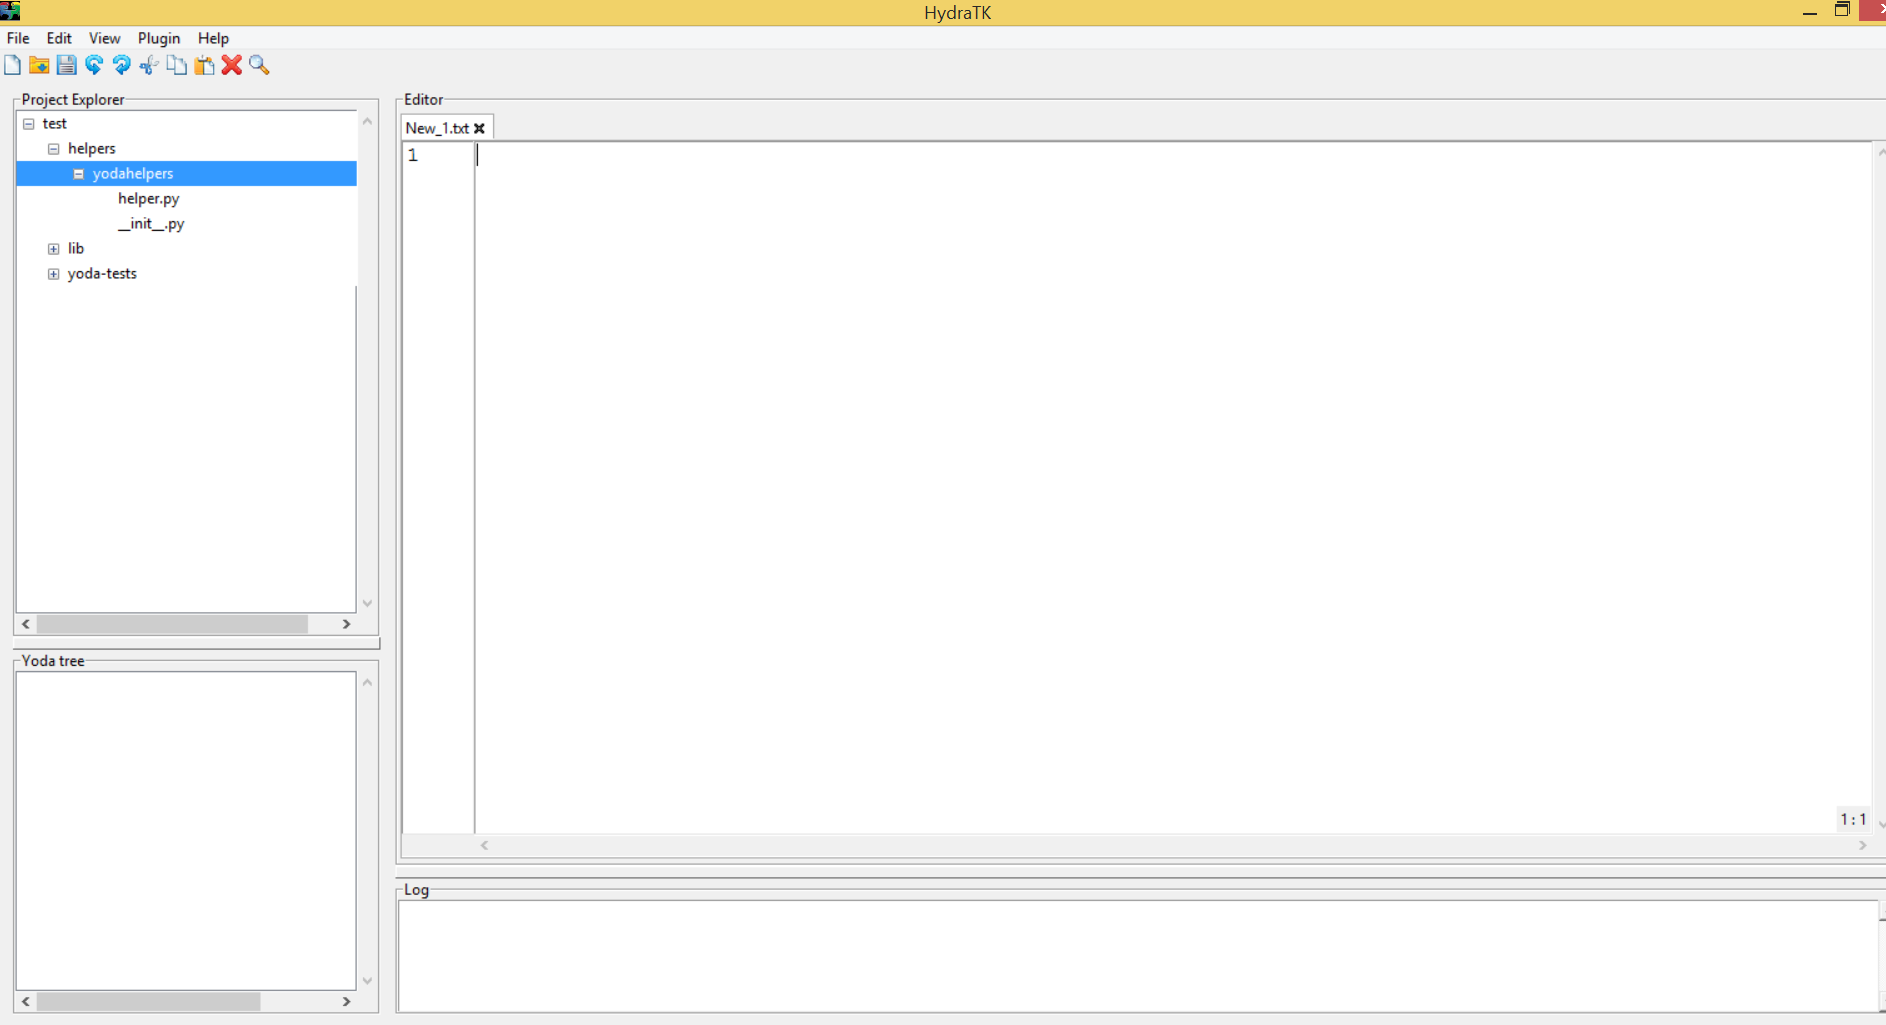 HydraTK
File Edit View Plugin Help
Project Explorer
test
helpers
yodahelpers
helper.py
__init__.py
lib
yoda-tests
Yoda tree
Editor
New_1.txt
1
1:1
Log